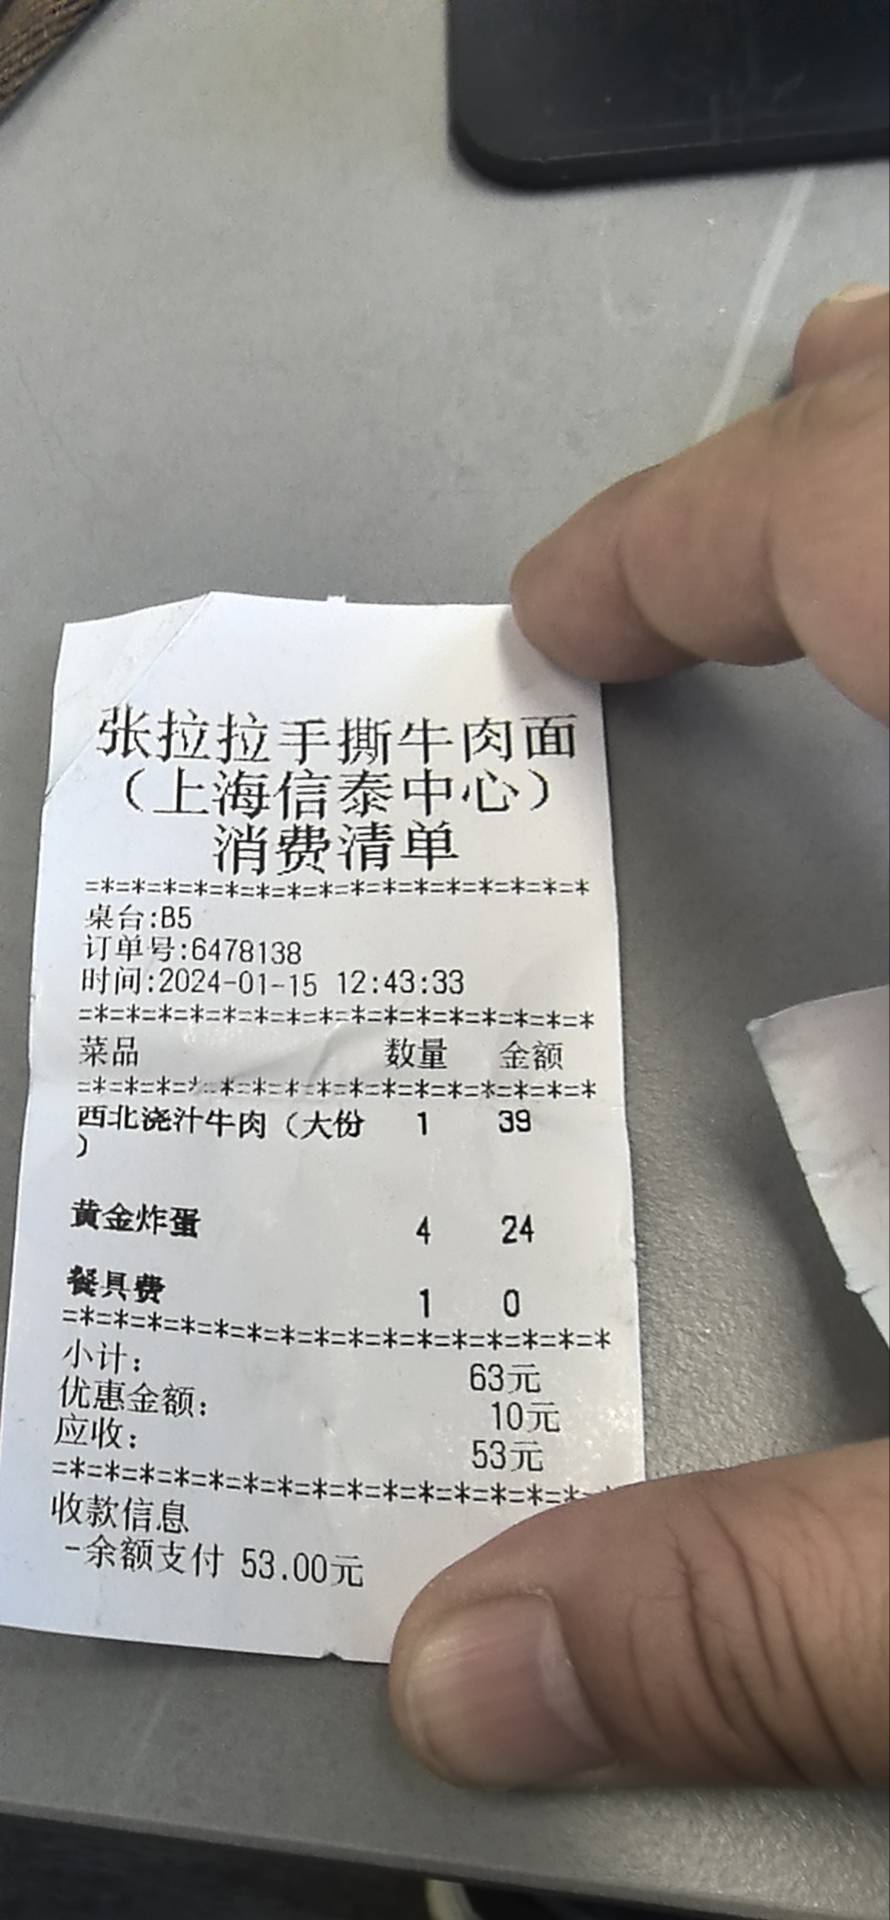 张拉拉手撕牛肉面
（上海信泰中心）
消费清单
=*=*=*=*=*=*=*=*=*=*=*=*=*=*=*=*
桌台:B5
订单号:6478138
时间:2024-01-15 12:43:33
=*=*=*=*=*=*=*=*=*=*=*=*=*=*=*=*
菜品 数量 金额
=*=*=*=*=*=*=*=*=*=*=*=*=*=*=*=*
西北浇汁牛肉（大份 1 39
）
黄金炸蛋 4 24
餐具费 1 0
=*=*=*=*=*=*=*=*=*=*=*=*=*=*=*=*
小计： 63元
优惠金额： 10元
应收： 53元
=*=*=*=*=*=*=*=*=*=*=*=*=*=*=*=*
收款信息
-余额支付 53.00元